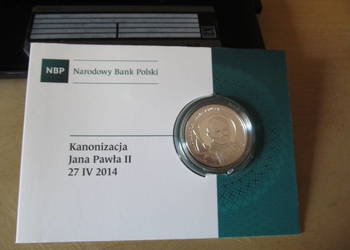 NBP Narodowy Bank Polski
Kanonizacja
Jana Pawła II
27 IV 2014